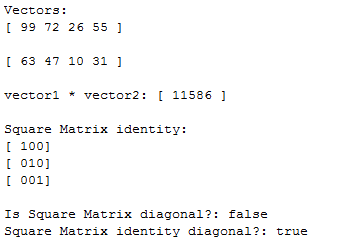 Vectors:
[ 99 72 26 55 ]
[ 63 47 10 31 ]
vector1 * vector2: [ 11586 ]
Square Matrix identity:
[ 100]
[ 010]
[ 001]
Is Square Matrix diagonal?: false
Square Matrix identity diagonal?: true